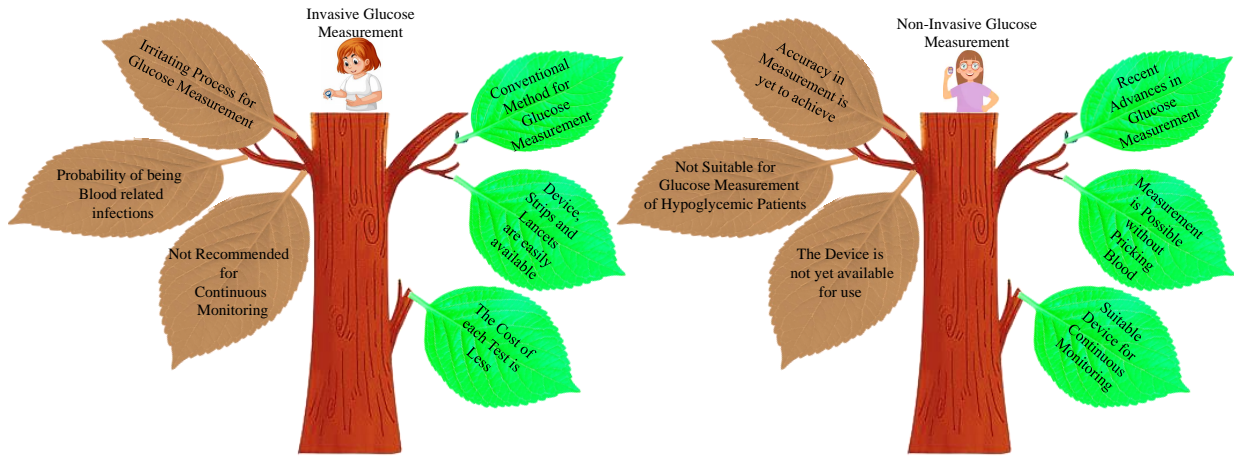 Invasive Glucose
Measurement
Irritating Process for
Glucose Measurement
Probability of being
Blood related
infections
Not Recommended
for
Continuous
Monitoring
Conventional
Method for
Glucose
Measurement
Device,
Strips and
Lancets
are easily
available
The Cost of
each Test is
Less
Non-Invasive Glucose
Measurement
Accuracy in
Measurement is
yet to achieve
Not Suitable for
Glucose Measurement
of Hypoglycemic Patients
The Device is
not yet available
for use
Recent
Advances in
Glucose
Measurement
Measurement
is Possible
without
Pricking
Blood
Suitable
Device for
Continuous
Monitoring